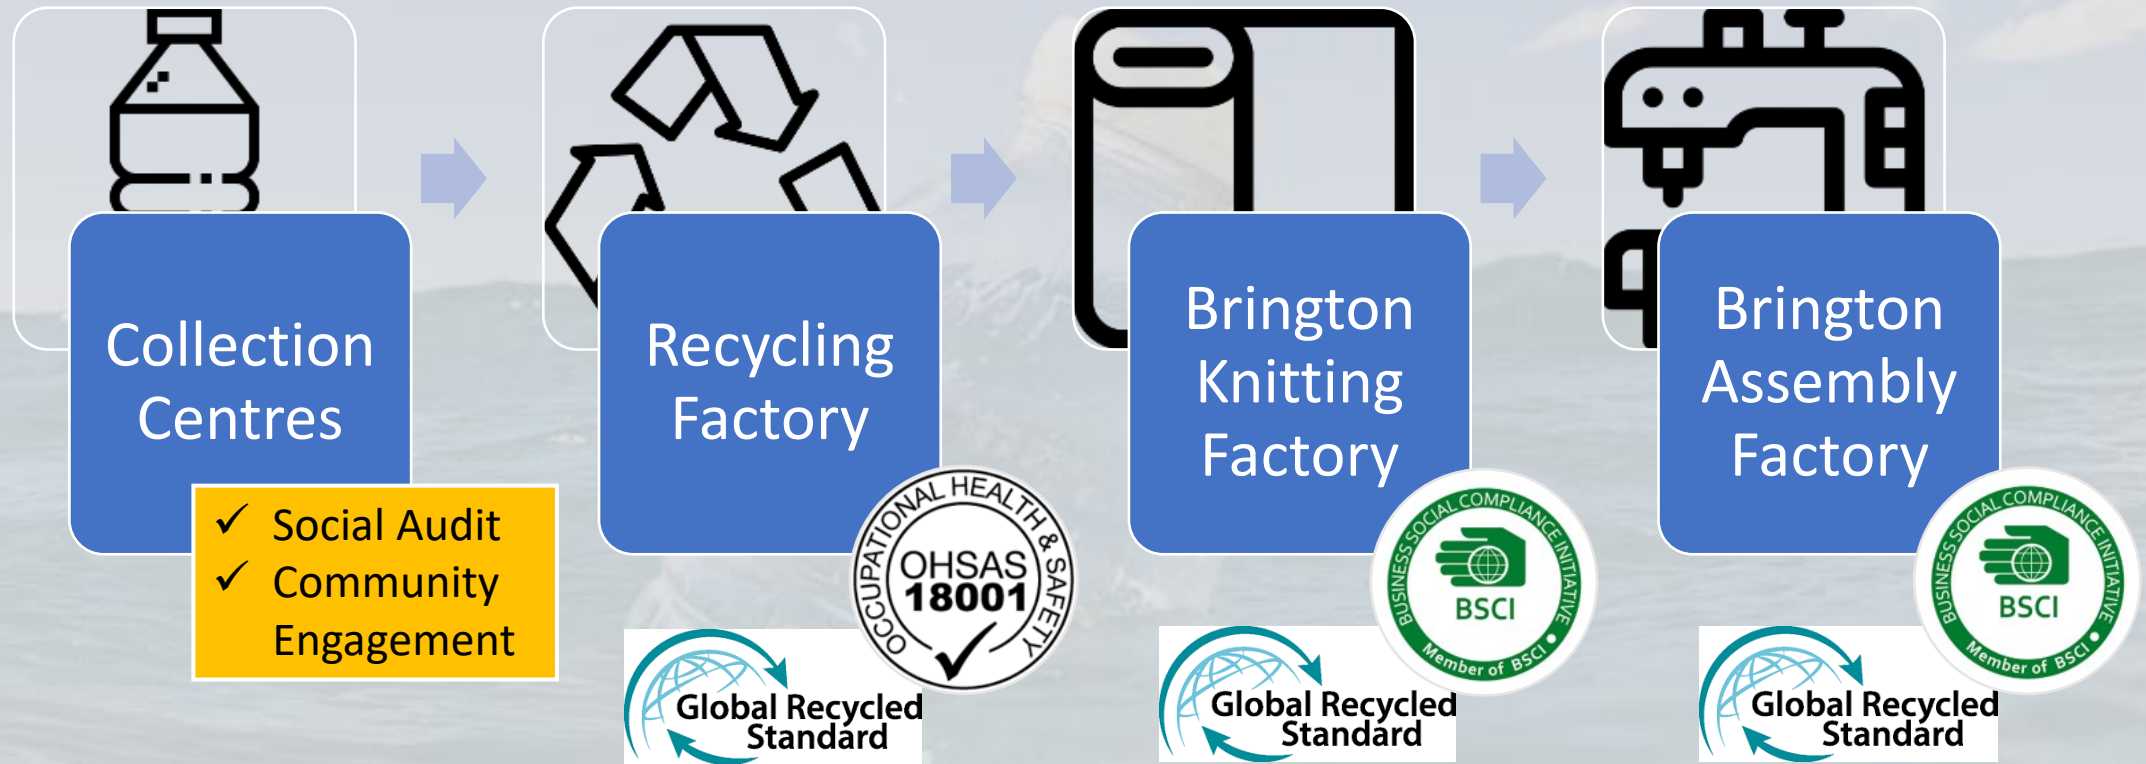 Collection
Centres
✓ Social Audit
✓ Community
Engagement
Recycling
Factory
OCCUPATIONAL HEALTH & SAFETY
OHSAS
18001
Global Recycled
Standard
Brington
Knitting
Factory
BUSINESS SOCIAL COMPLIANCE INITIATIVE
BSCI
Member of BSCI
Global Recycled
Standard
Brington
Assembly
Factory
BUSINESS SOCIAL COMPLIANCE INITIATIVE
BSCI
Member of BSCI
Global Recycled
Standard